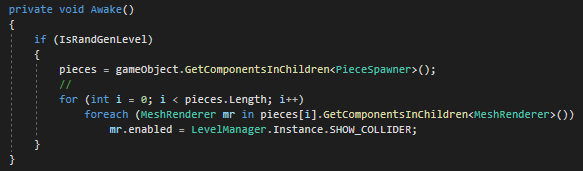 private void Awake()
{
if (IsRandGenLevel)
{
pieces = gameObject.GetComponentsInChildren<PieceSpawner>();
//
for (int i = 0; i < pieces.Length; i++)
foreach (MeshRenderer mr in pieces[i].GetComponentsInChildren<MeshRenderer>())
mr.enabled = LevelManager.Instance.SHOW_COLLIDER;
}
}